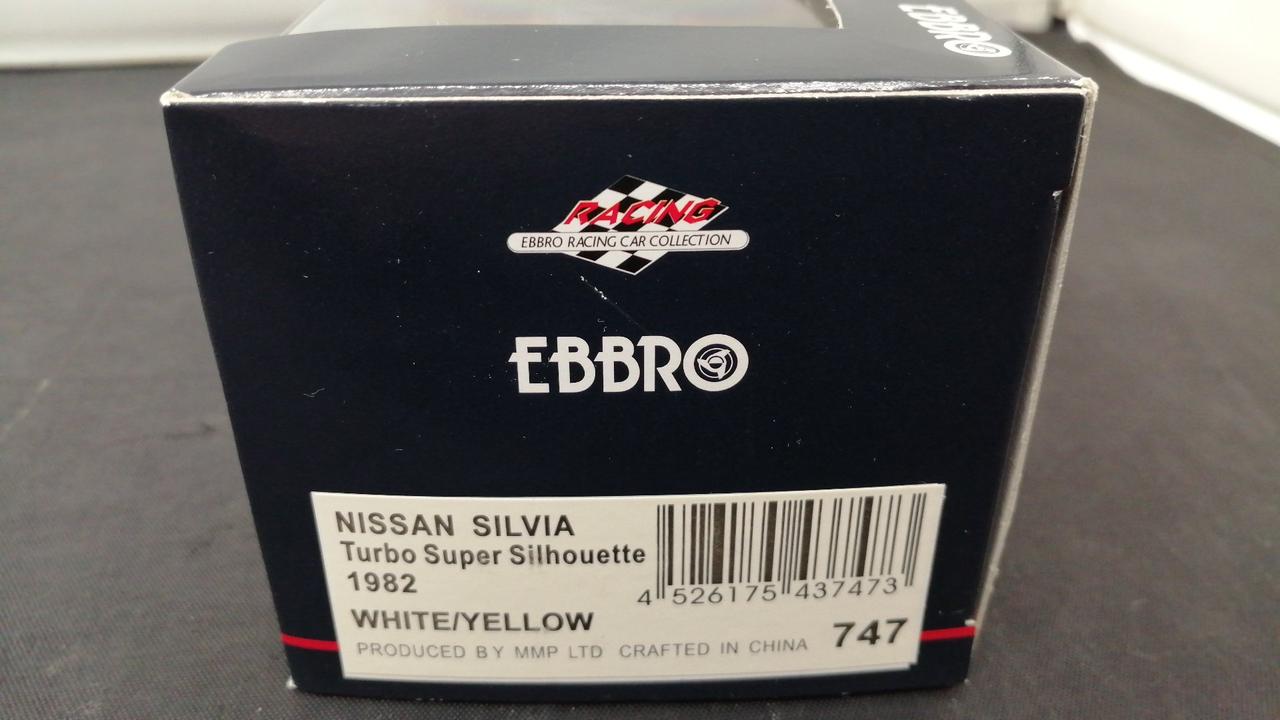 EBBRO
RACING
EBBRO RACING CAR COLLECTION
EBBRO
NISSAN SILVIA
Turbo Super Silhouette
1982
4 526175 437473
WHITE/YELLOW
747
PRODUCED BY MMP LTD CRAFTED IN CHINA